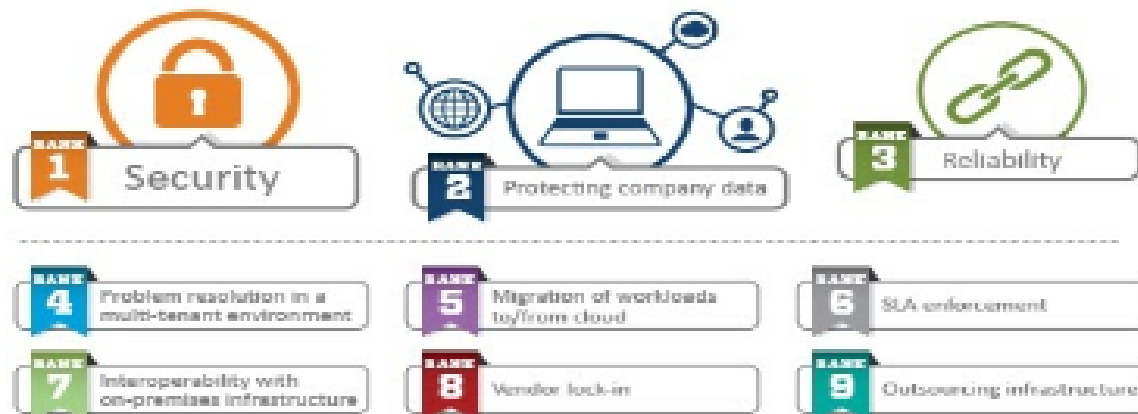 RANK
1
Security
RANK
2
Protecting company data
RANK
3
Reliability
RANK
4
Problem resolution in a
multi-tenant environment
RANK
5
Migration of workloads
to/from cloud
RANK
6
SLA enforcement
RANK
7
Interoperability with
on-premises infrastructure
RANK
8
Vendor lock-in
RANK
9
Outsourcing infrastructure